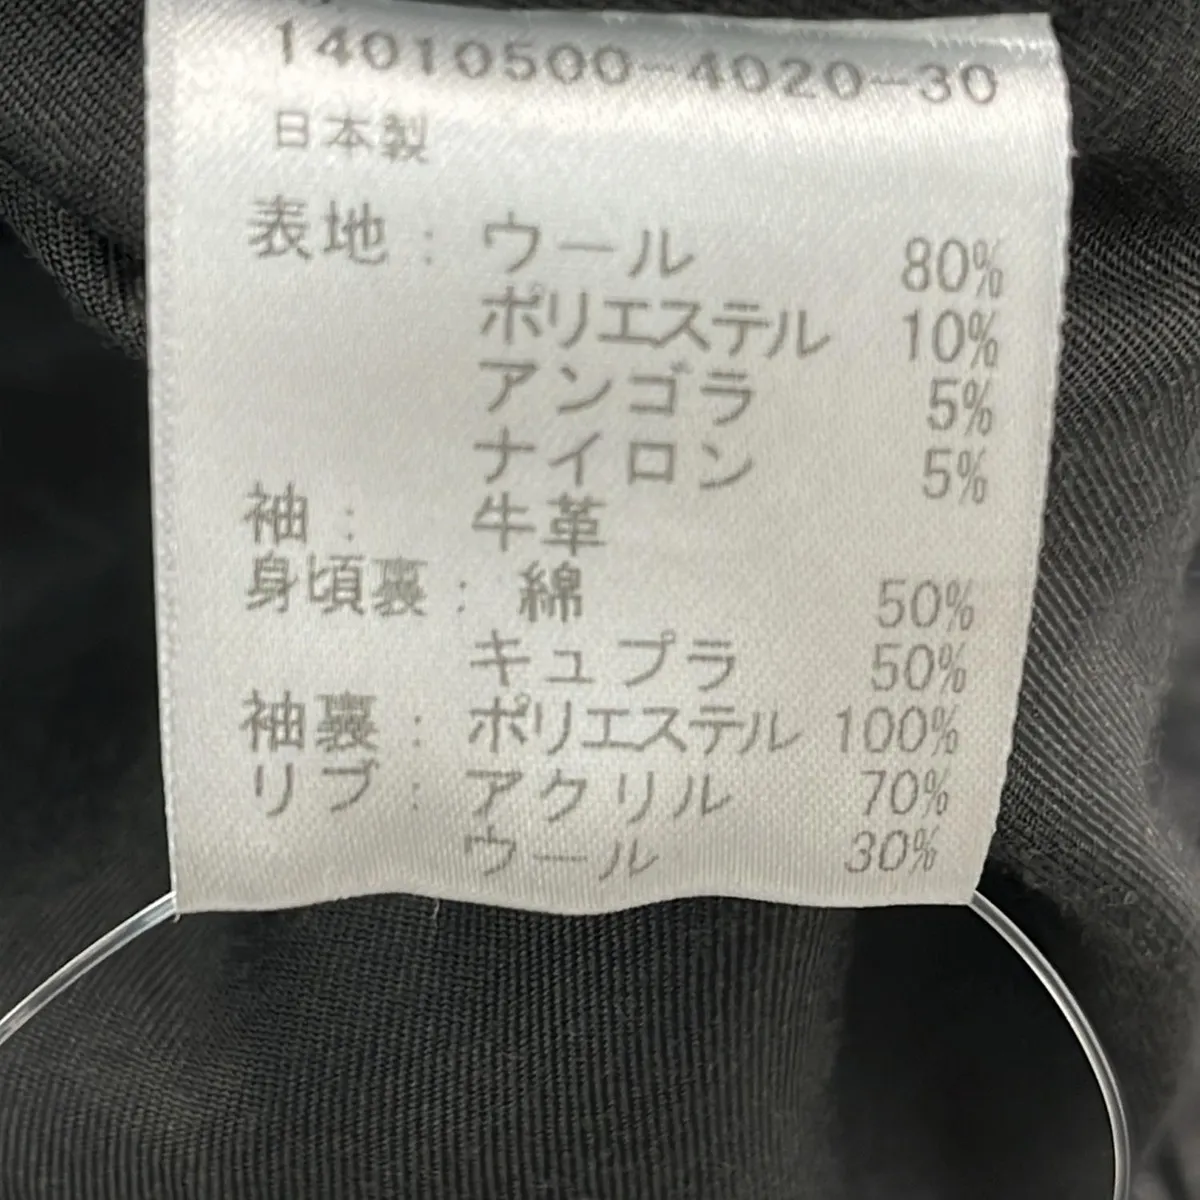 14010500-4020-30
日本製
表地: ウール 80%
ポリエステル 10%
アンゴラ 5%
ナイロン 5%
袖: 牛革
身頃裏: 綿 50%
キュプラ 50%
袖裏: ポリエステル 100%
リブ: アクリル 70%
ウール 30%